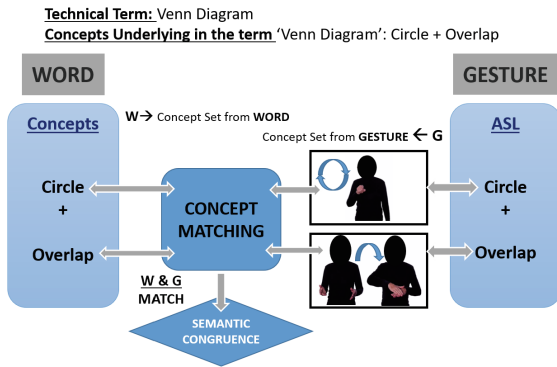 Technical Term: Venn Diagram
Concepts Underlying in the term ‘Venn Diagram’: Circle + Overlap
WORD
GESTURE
Concepts
W→ Concept Set from WORD
Concept Set from GESTURE ← G
ASL
Circle
+
Overlap
CONCEPT
MATCHING
Circle
+
Overlap
W & G
MATCH
SEMANTIC
CONGRUENCE